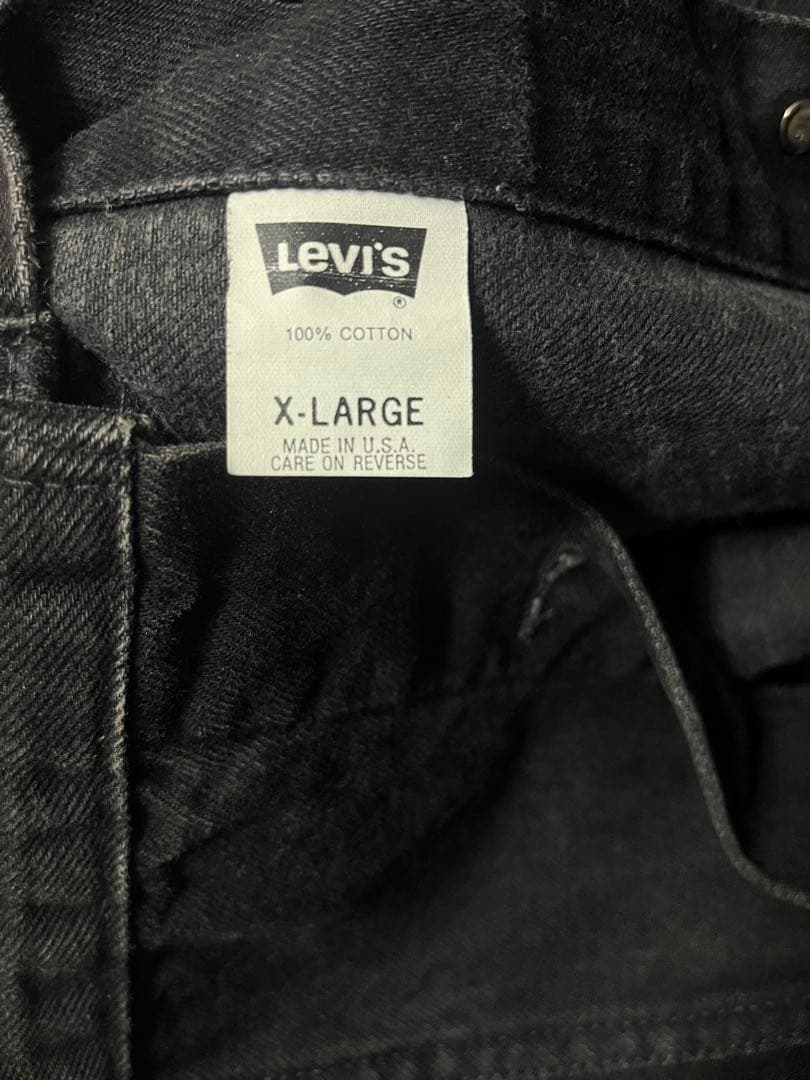 Levi's
®
100% COTTON
X-LARGE
MADE IN U.S.A.
CARE ON REVERSE